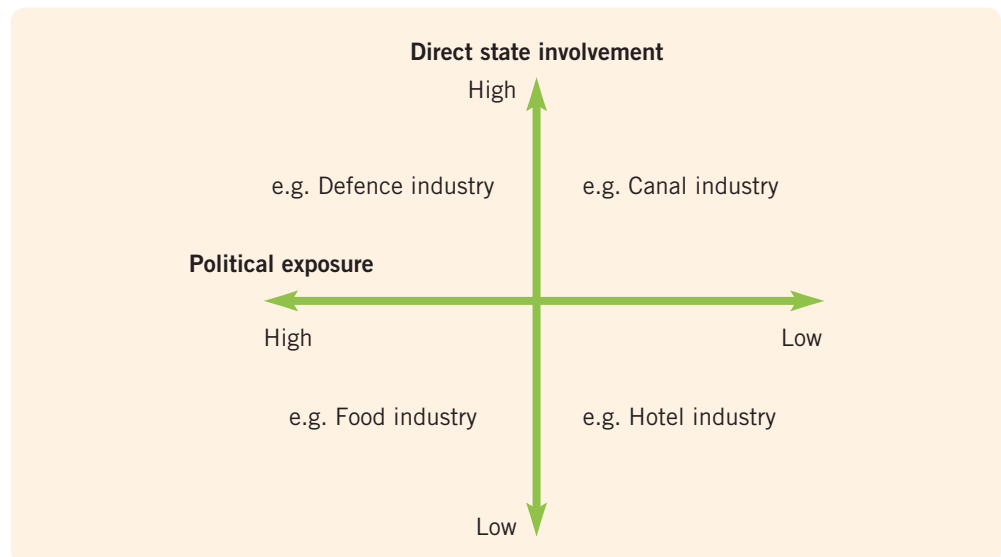 Direct state involvement
High
e.g. Defence industry
e.g. Canal industry
Political exposure
High
Low
e.g. Food industry
e.g. Hotel industry
Low